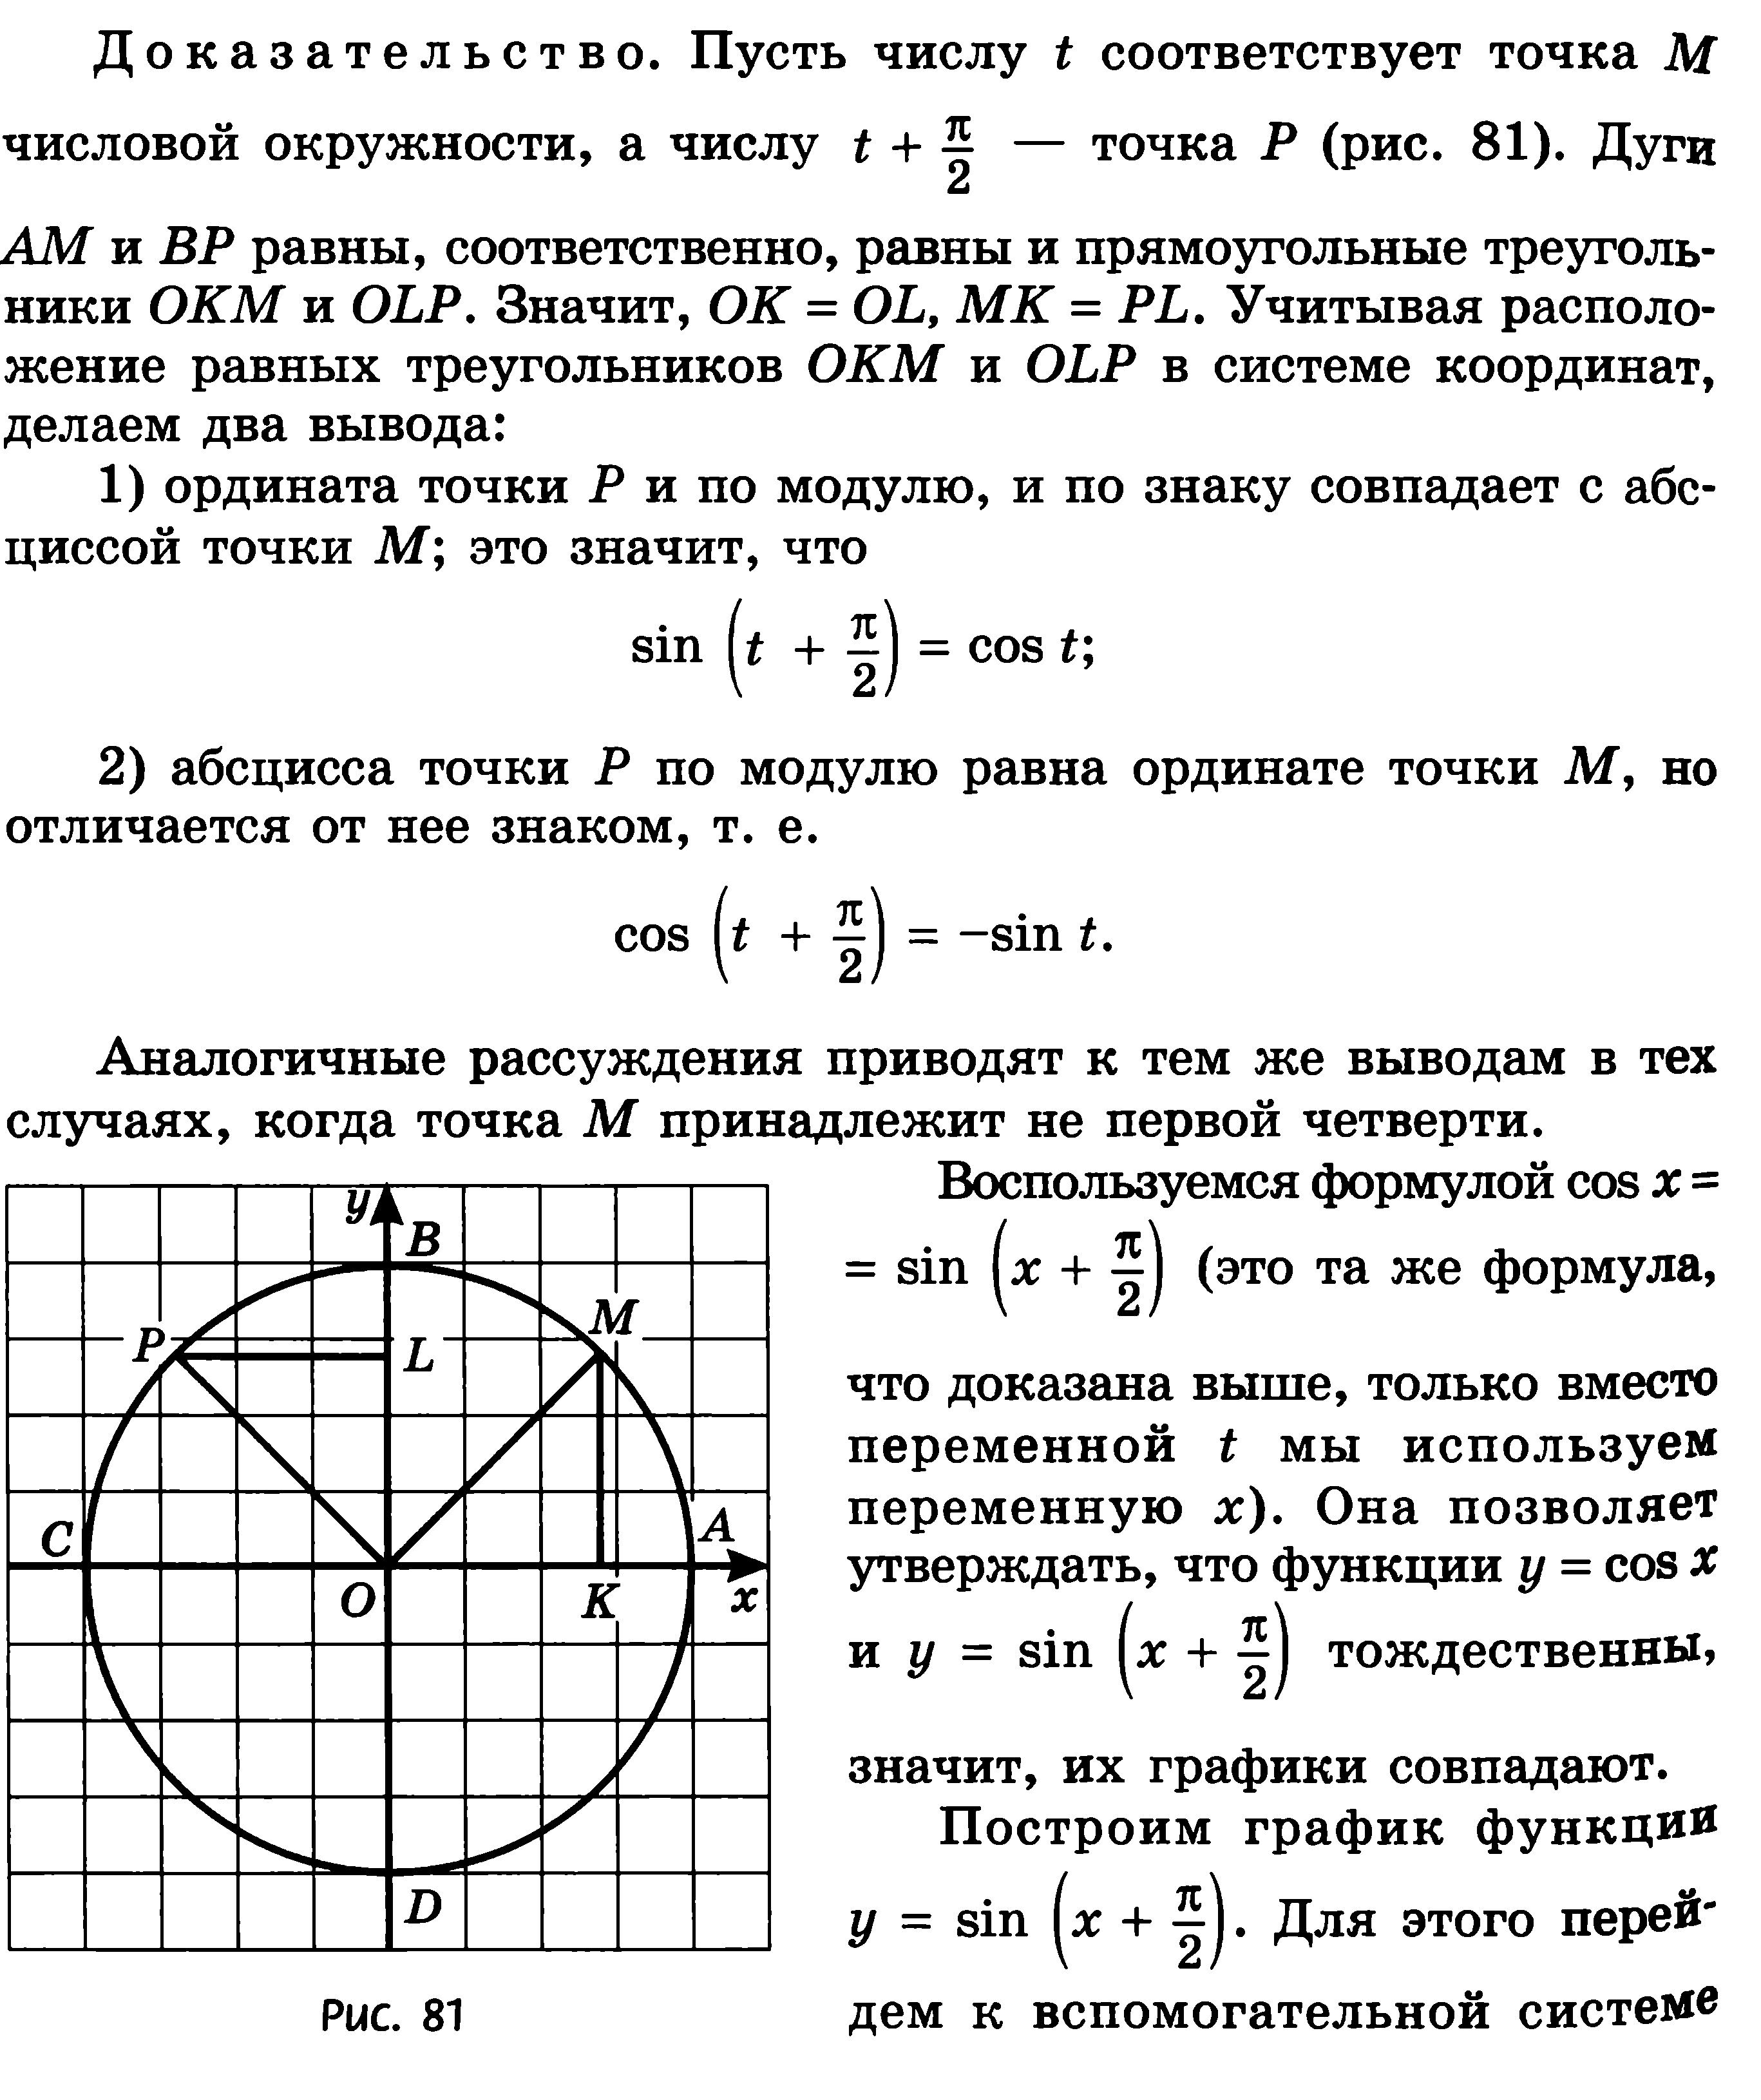 Доказательство. Пусть числу t соответствует точка M
числовой окружности, а числу t + π/2 — точка P (рис. 81). Дуги
AM и BP равны, соответственно, равны и прямоугольные треуголь-
ники OKM и OLP. Значит, OK = OL, MK = PL. Учитывая располо-
жение равных треугольников OKM и OLP в системе координат,
делаем два вывода:
1) ордината точки P и по модулю, и по знаку совпадает с абс-
циссой точки M; это значит, что
sin (t + π/2) = cos t;
2) абсцисса точки P по модулю равна ординате точки M, но
отличается от нее знаком, т. е.
cos (t + π/2) = −sin t.
Аналогичные рассуждения приводят к тем же выводам в тех
случаях, когда точка M принадлежит не первой четверти.
y
B
M
P
L
C
A
O
K
x
D
Рис. 81
Воспользуемся формулой cos x =
= sin (x + π/2) (это та же формула,
что доказана выше, только вместо
переменной t мы используем
переменную x). Она позволяет
утверждать, что функции y = cos x
и y = sin (x + π/2) тождественны,
значит, их графики совпадают.
Построим график функции
y = sin (x + π/2). Для этого перей-
дем к вспомогательной системе